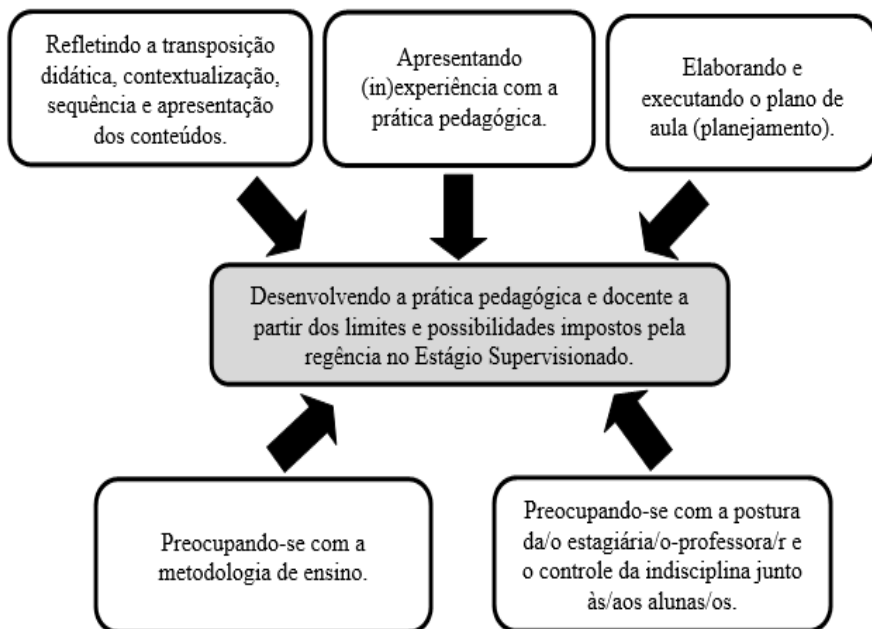 Refletindo a transposição
didática, contextualização,
sequência e apresentação
dos conteúdos.
Apresentando
(in)experiência com a
prática pedagógica.
Elaborando e
executando o plano de
aula (planejamento).
Desenvolvendo a prática pedagógica e docente a
partir dos limites e possibilidades impostos pela
regência no Estágio Supervisionado.
Preocupando-se com a
metodologia de ensino.
Preocupando-se com a postura
da/o estagiária/o-professora/r e
o controle da indisciplina junto
às/aos alunas/os.